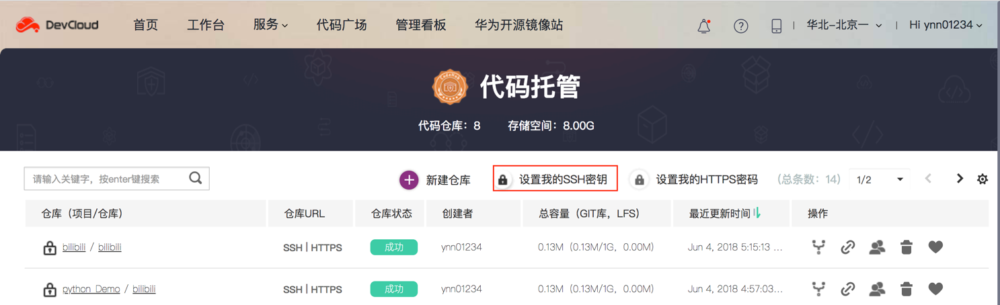 DevCloud 首页 工作台 服务 代码广场 管理看板 华为开源镜像站 华北-北京一 Hi ynn01234
代码托管
代码仓库：8 存储空间：8.00G
请输入关键字，按enter键搜索 新建仓库 设置我的SSH密钥 设置我的HTTPS密码 （总条数：14） 1/2
仓库（项目/仓库） 仓库URL 仓库状态 创建者 总容量（GIT库，LFS） 最近更新时间 操作
bilibili / bilibili SSH | HTTPS 成功 ynn01234 0.13M（0.13M/1G，0.00M） Jun 4, 2018 5:15:13 ...
python_Demo / bilibili SSH | HTTPS 成功 ynn01234 0.13M（0.13M/1G，0.00M） Jun 4, 2018 4:57:03...